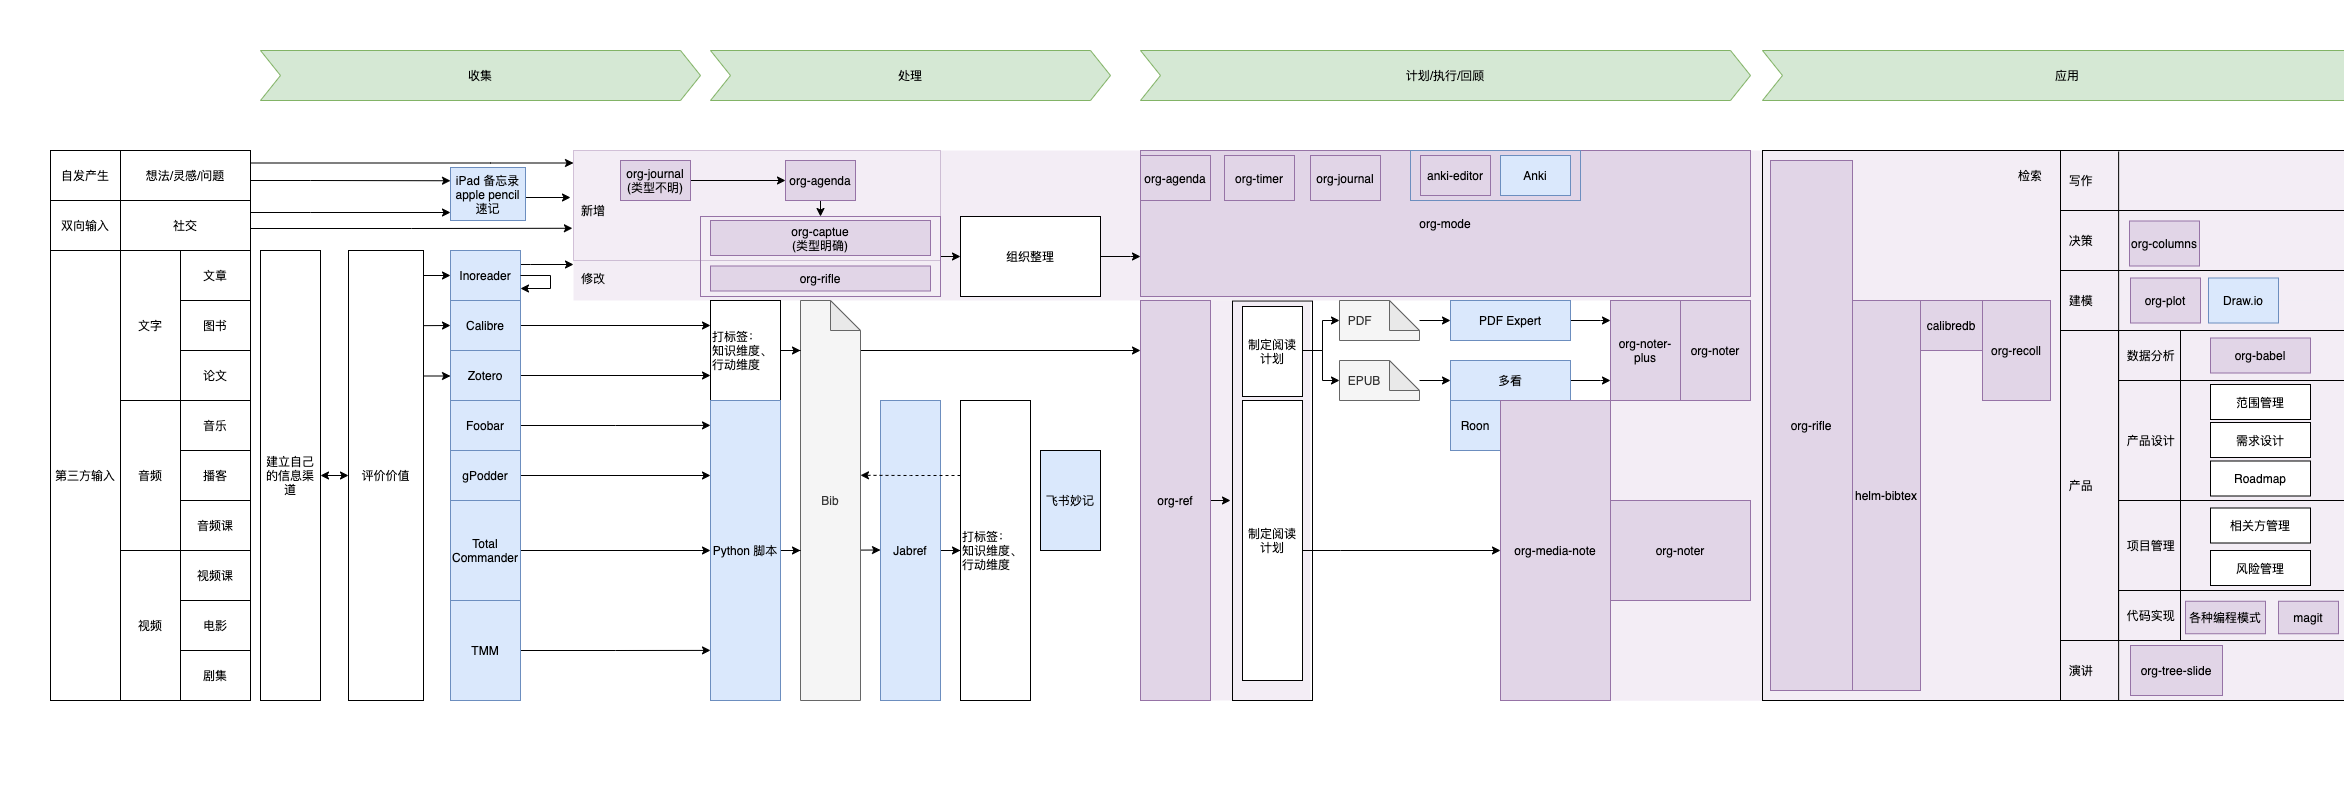 收集
处理
计划/执行/回顾
应用
自发产生
想法/灵感/问题
双向输入
社交
第三方输入
文字
文章
图书
论文
音频
音乐
播客
音频课
视频
视频课
电影
剧集
建立自己
的信息渠
道
评价价值
iPad 备忘录
apple pencil
速记
Inoreader
Calibre
Zotero
Foobar
gPodder
Total
Commander
TMM
新增
org-journal
(类型不明)
org-agenda
org-captue
(类型明确)
修改
org-rifle
组织整理
打标签：
知识维度、
行动维度
Python 脚本
Bib
Jabref
打标签：
知识维度、
行动维度
飞书妙记
org-agenda
org-timer
org-journal
anki-editor
Anki
org-mode
org-ref
制定阅读
计划
制定阅读
计划
PDF
EPUB
PDF Expert
多看
Roon
org-noter-
plus
org-noter
org-media-note
org-noter
检索
org-rifle
helm-bibtex
calibredb
org-recoll
写作
决策
org-columns
建模
org-plot
Draw.io
产品
数据分析
org-babel
产品设计
范围管理
需求设计
Roadmap
项目管理
相关方管理
风险管理
代码实现
各种编程模式
magit
演讲
org-tree-slide